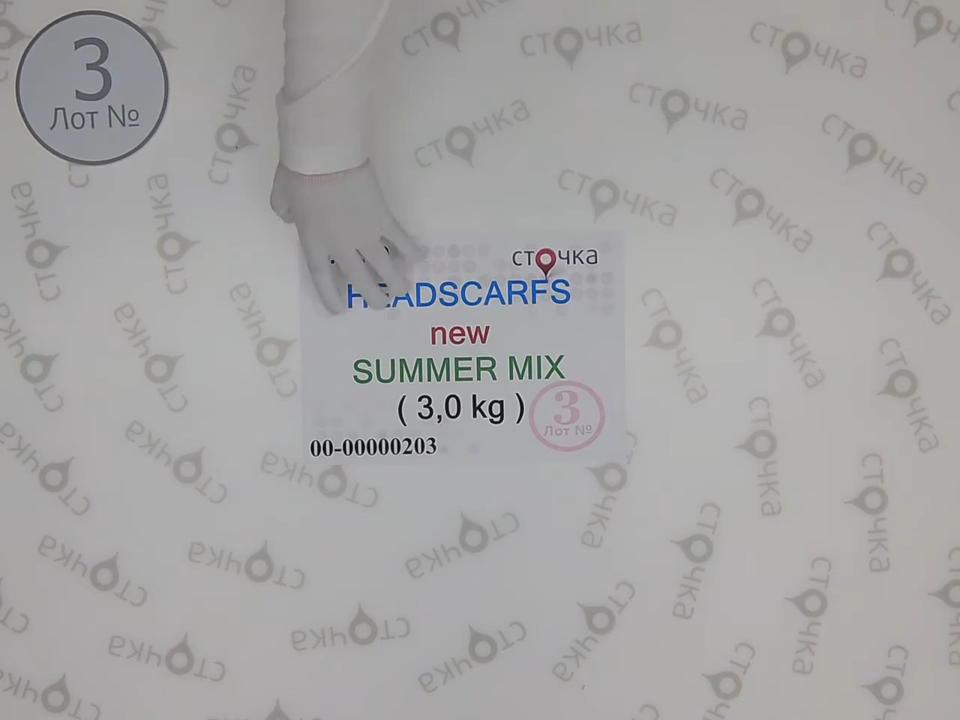 3
Лот №
сточка
HEADSCARFS
new
SUMMER MIX
( 3,0 kg )
3
Лот №
00-00000203